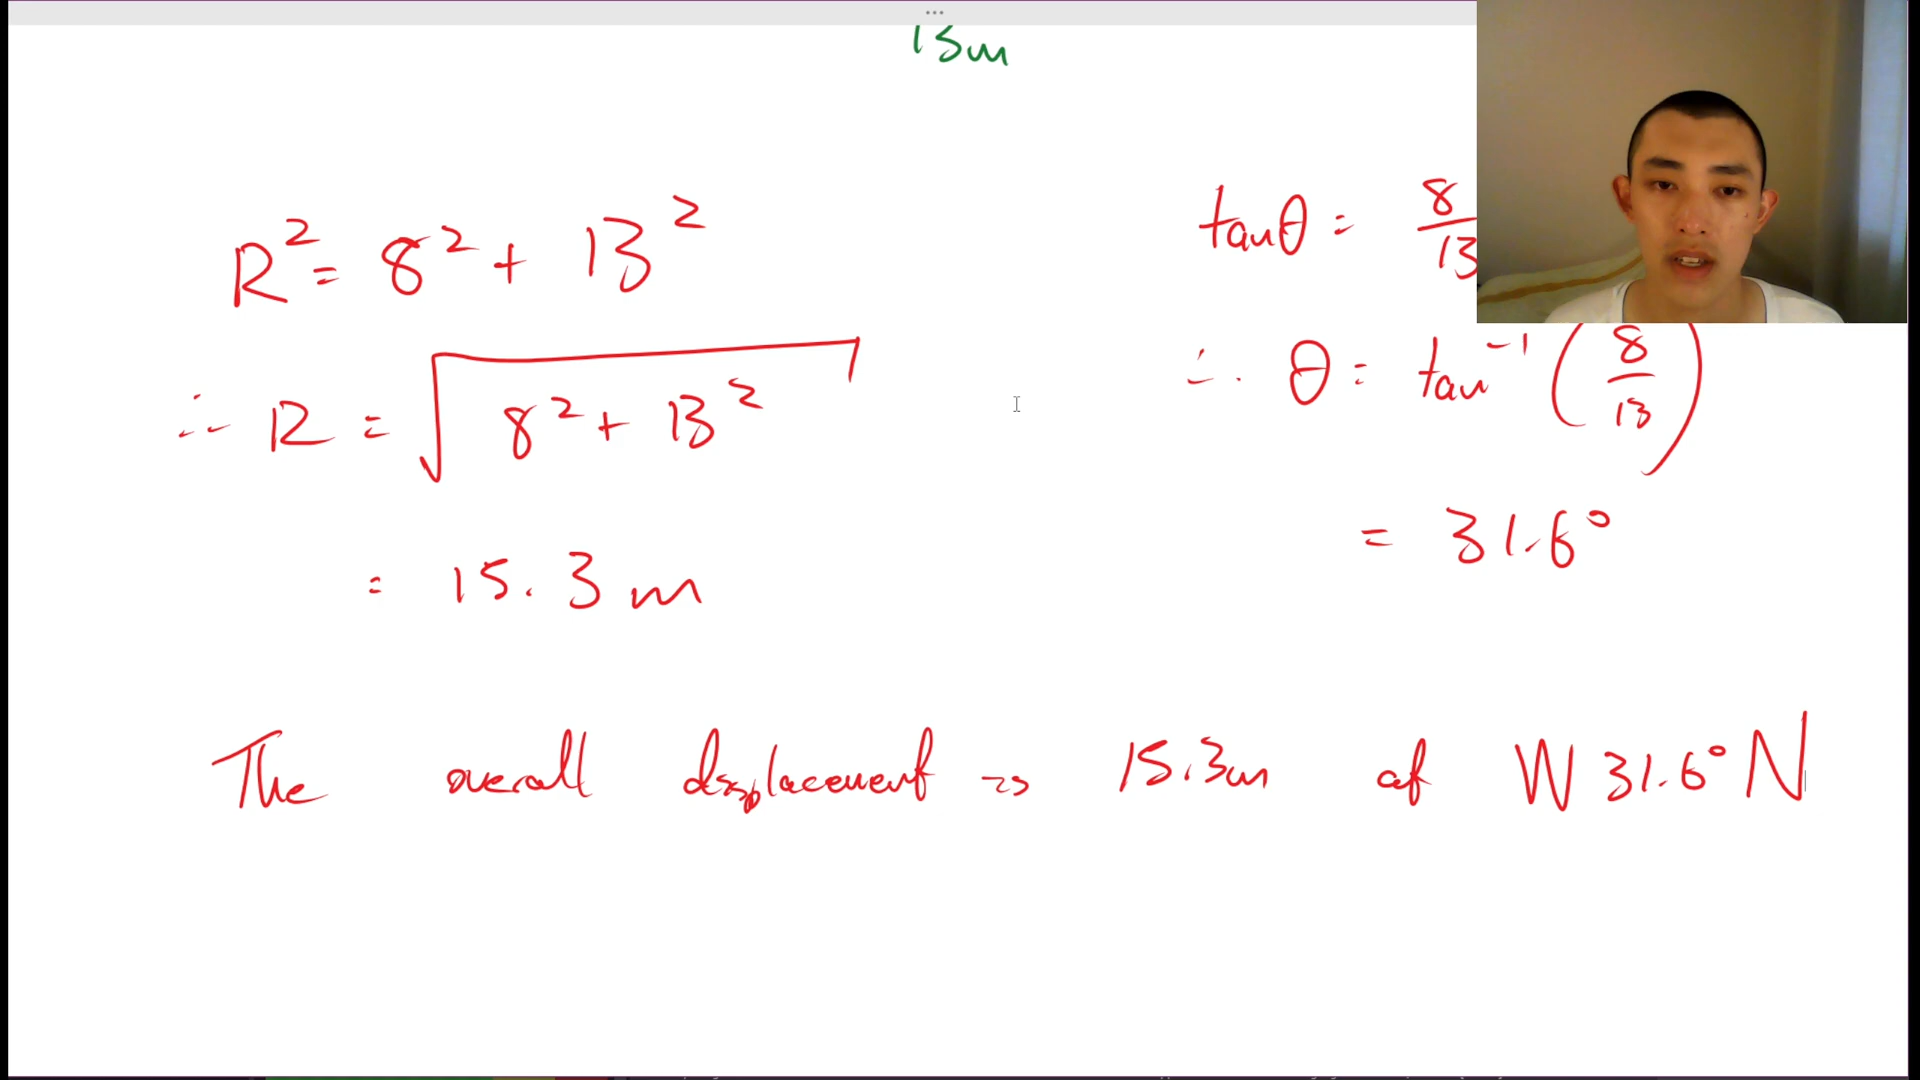 13m
R² = 8² + 13²
tanθ = 8/13
∴ R = √(8² + 13²)
∴ θ = tan⁻¹(8/13)
= 31.6°
= 15.3 m
The overall displacement is 15.3m at W 31.6° N